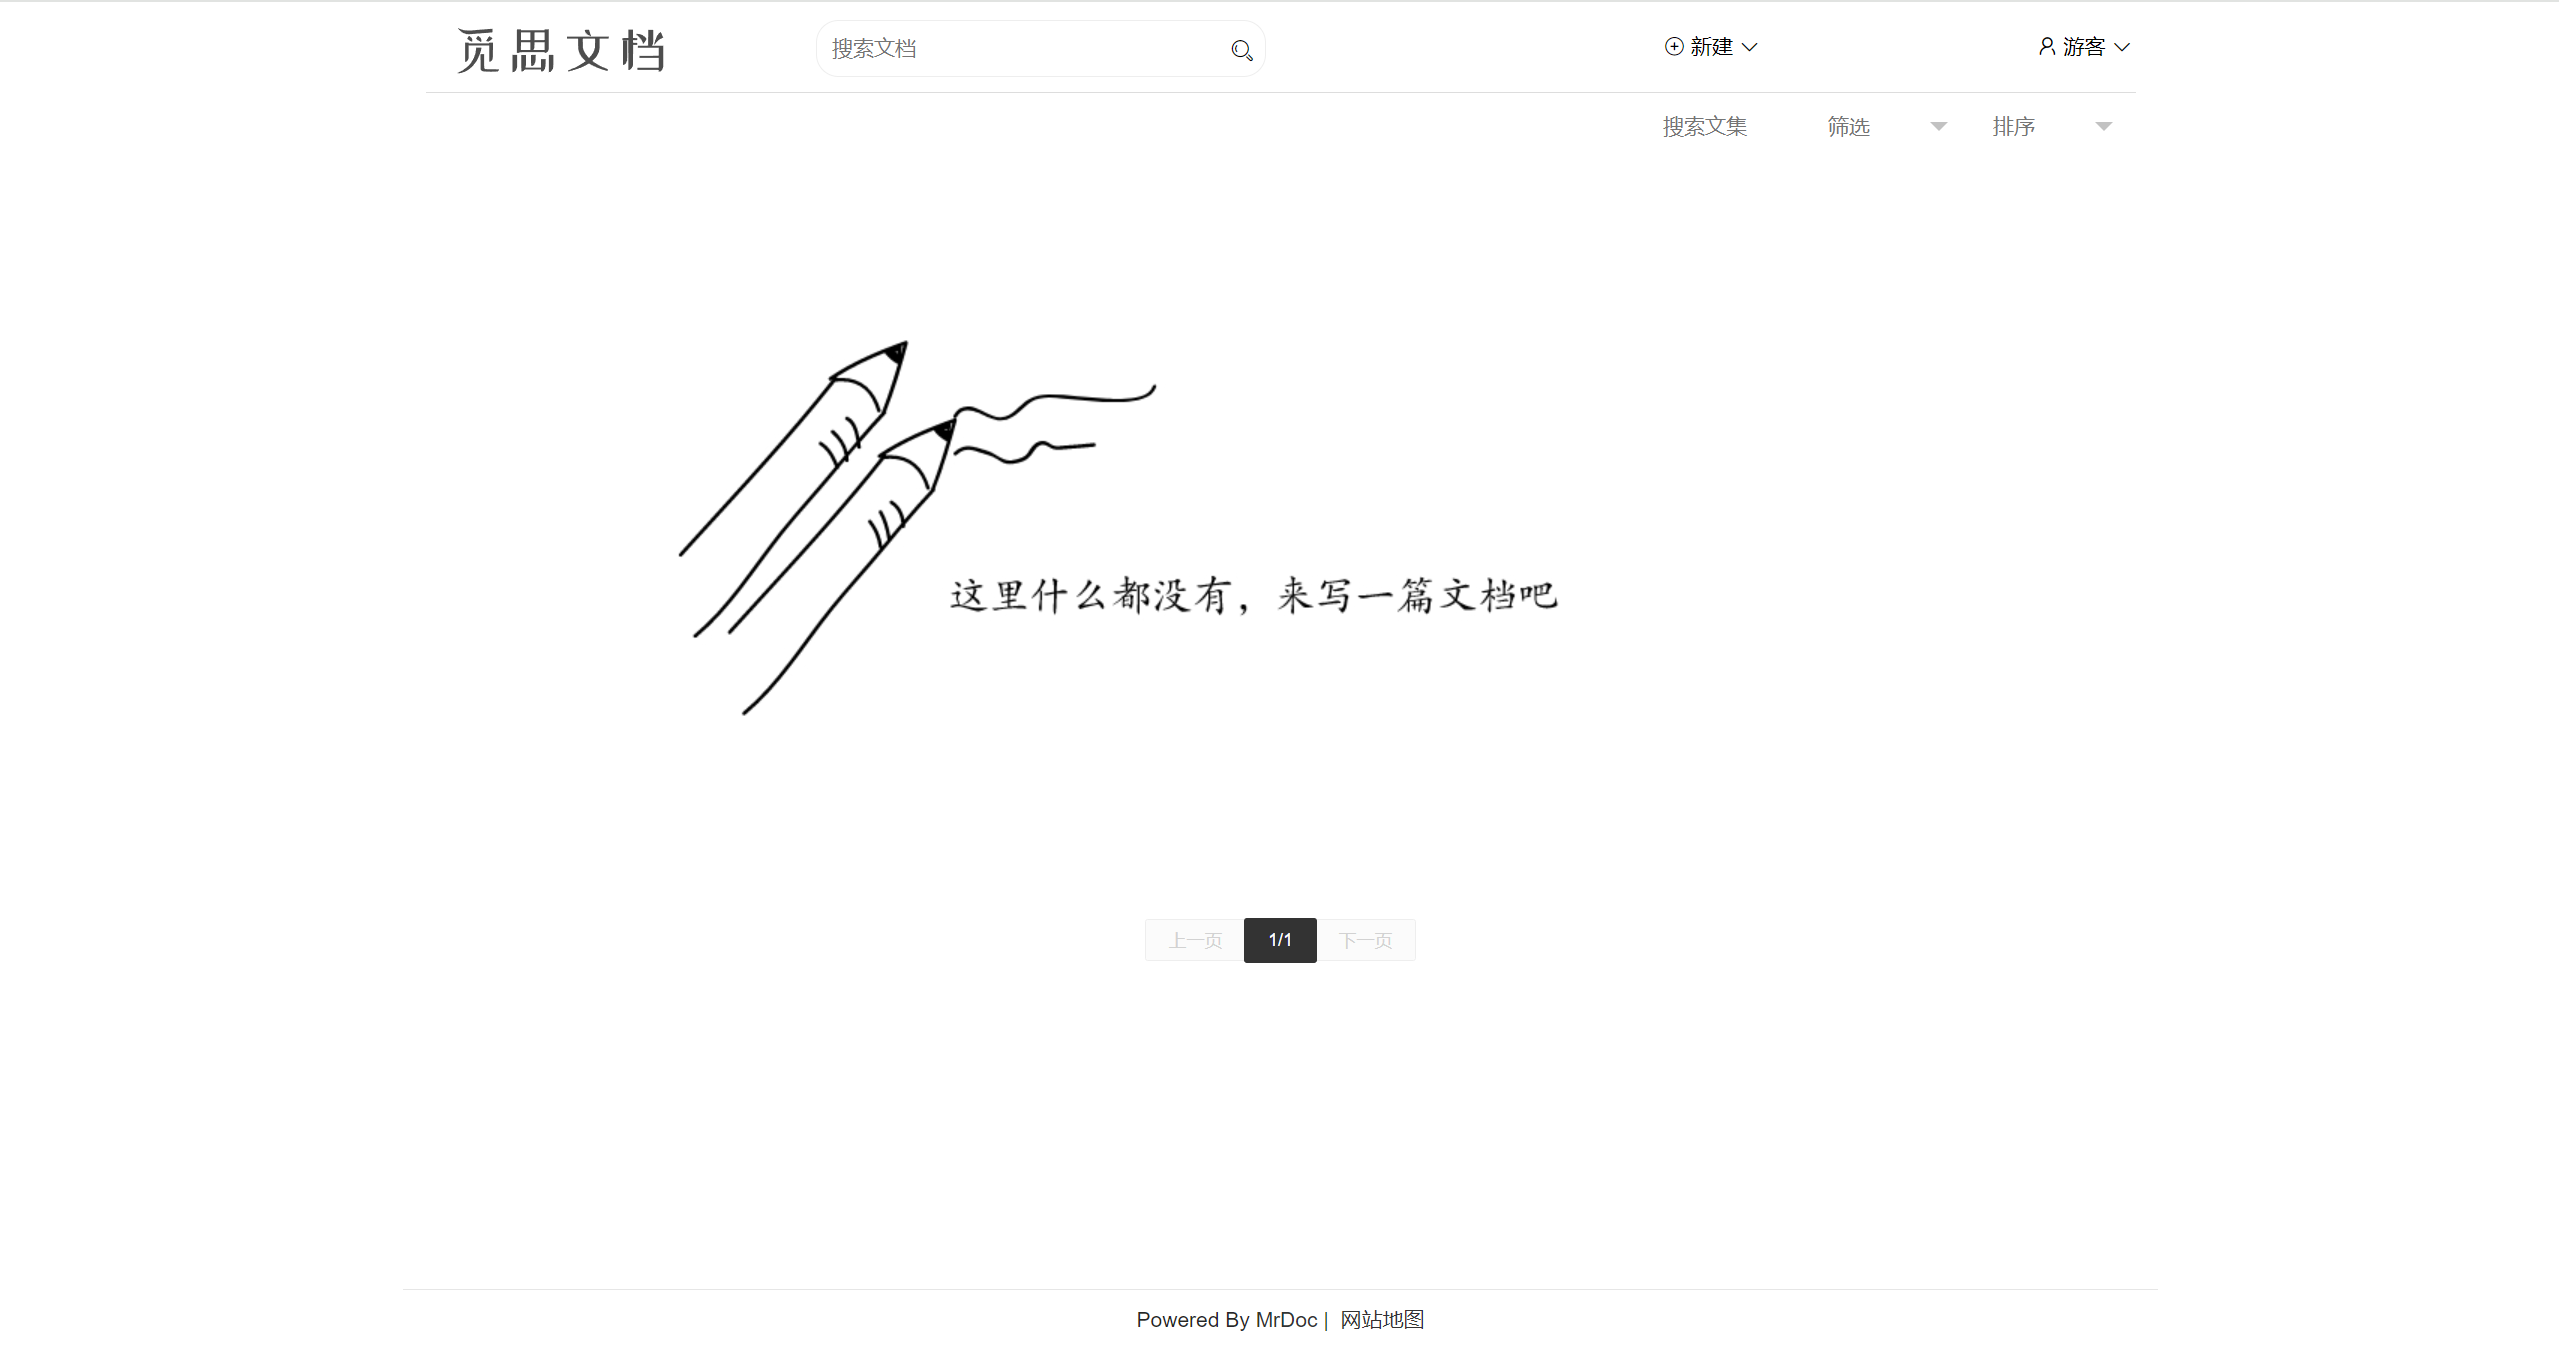 觅思文档
搜索文档
新建
游客
搜索文集
筛选
排序
这里什么都没有，来写一篇文档吧
上一页
1/1
下一页
Powered By MrDoc | 网站地图